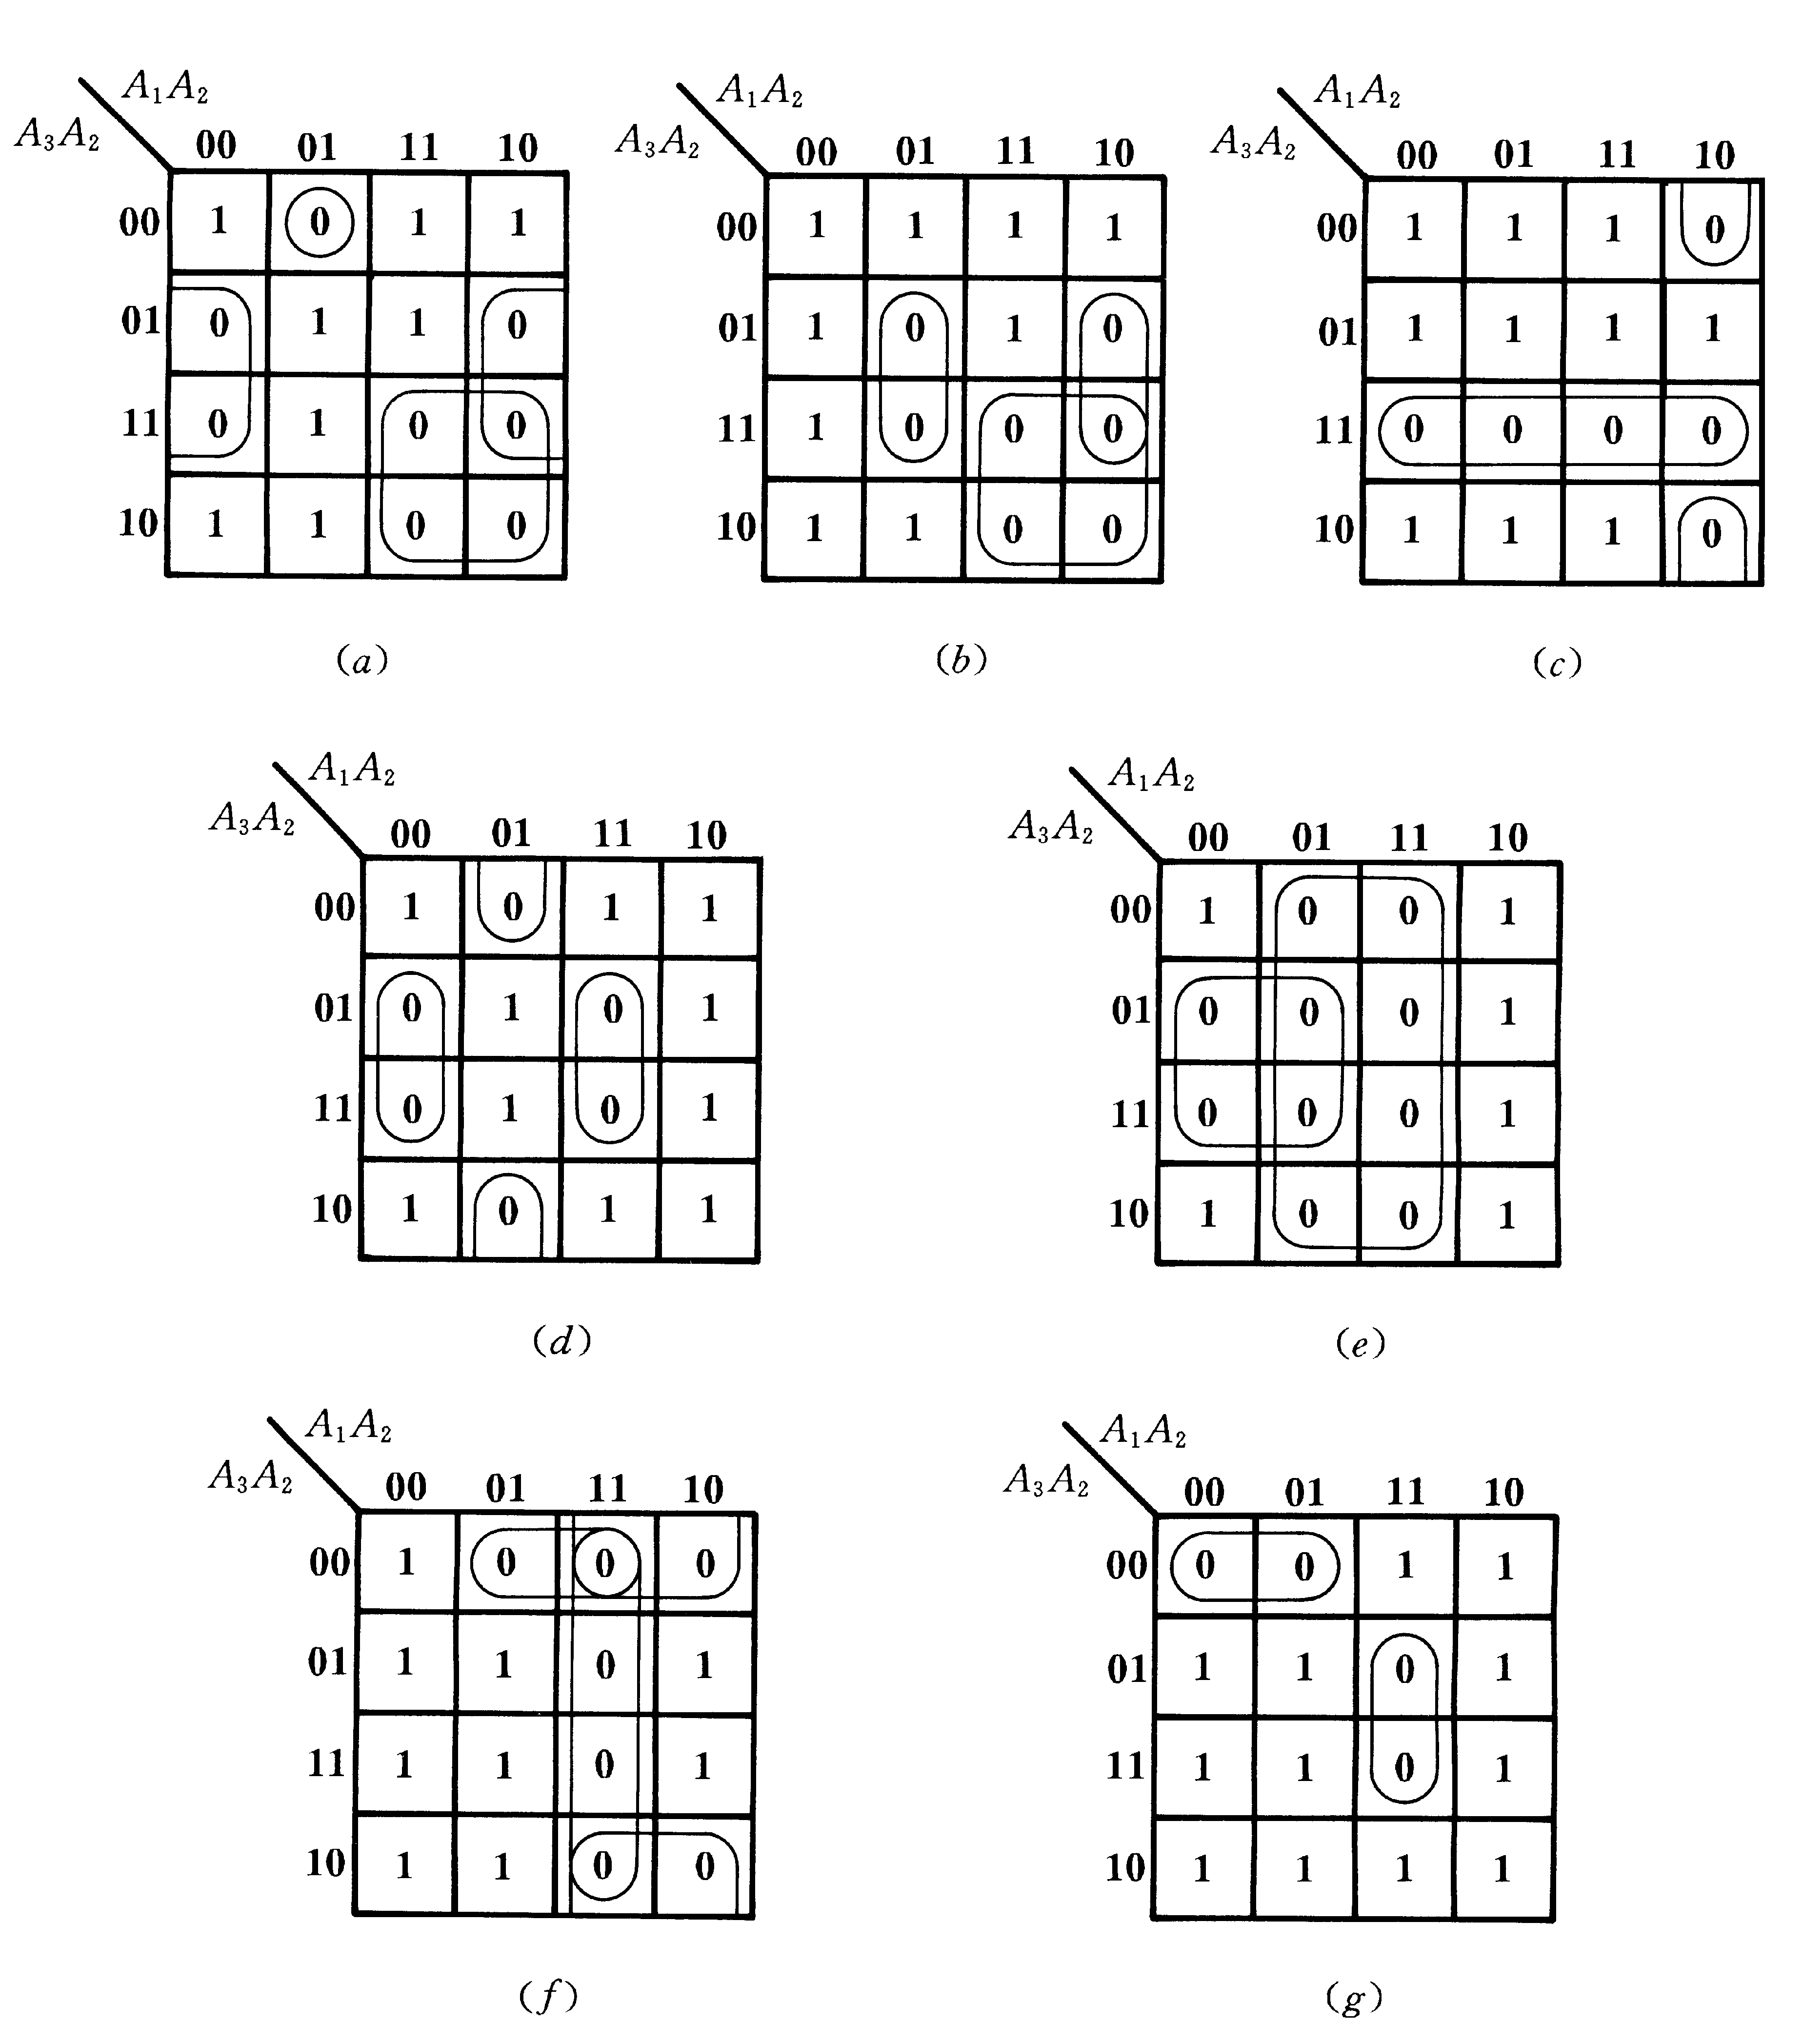 A₁A₂ A₁A₂ A₁A₂
A₃A₂ A₃A₂ A₃A₂
00 01 11 10 00 01 11 10 00 01 11 10
00 1 0 1 1 00 1 1 1 1 00 1 1 1 0
01 0 1 1 0 01 1 0 1 0 01 1 1 1 1
11 0 1 0 0 11 1 0 0 0 11 0 0 0 0
10 1 1 0 0 10 1 1 0 0 10 1 1 1 0
(a) (b) (c)
A₁A₂ A₁A₂
A₃A₂ A₃A₂
00 01 11 10 00 01 11 10
00 1 0 1 1 00 1 0 0 1
01 0 1 0 1 01 0 0 0 1
11 0 1 0 1 11 0 0 0 1
10 1 0 1 1 10 1 0 0 1
(d) (e)
A₁A₂ A₁A₂
A₃A₂ A₃A₂
00 01 11 10 00 01 11 10
00 1 0 0 0 00 0 0 1 1
01 1 1 0 1 01 1 1 0 1
11 1 1 0 1 11 1 1 0 1
10 1 1 0 0 10 1 1 1 1
(f) (g)